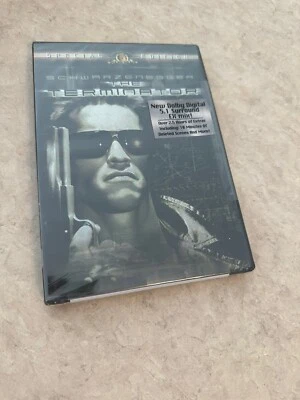 SCHWARZENEGGER
THE
TERMINATOR
New Dolby Digital
5.1 Surround
EX mix!
Over 2.5 Hours of Extras
Including: 76 Minutes of
Deleted Scenes And More!